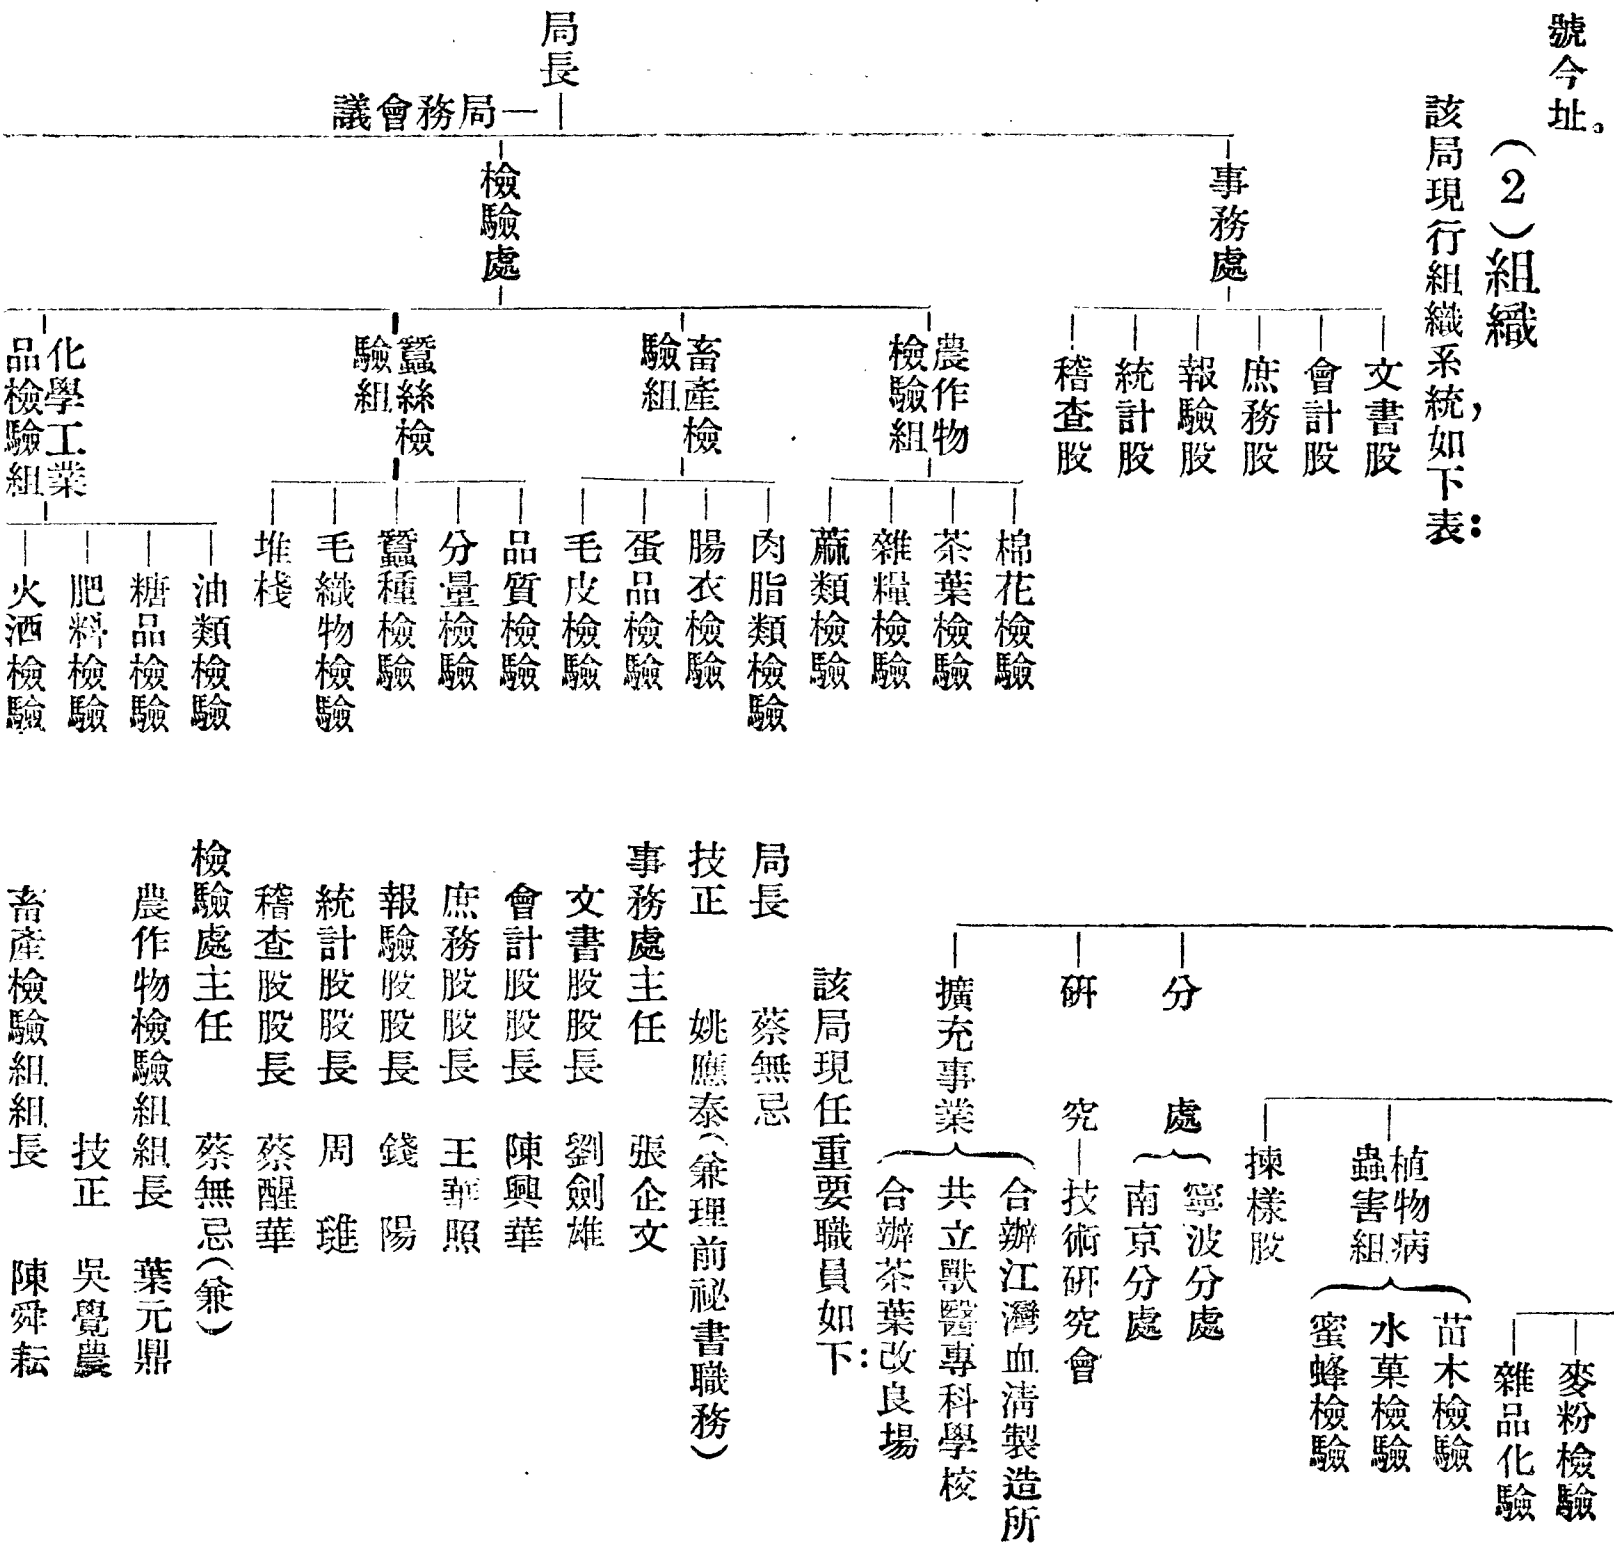 號今址。
(2)組織
該局現行組織系統,如下表:
局長
局務會議
事務處
文書股
會計股
庶務股
報驗股
統計股
稽查股
檢驗處
農作物
檢驗組
棉花檢驗
茶葉檢驗
雜糧檢驗
蔴類檢驗
畜產檢
驗組
肉脂類檢驗
腸衣檢驗
蛋品檢驗
毛皮檢驗
蠶絲檢
驗組
品質檢驗
分量檢驗
蠶種檢驗
毛織物檢驗
堆棧
化學工業
品檢驗組
油類檢驗
糖品檢驗
肥料檢驗
火酒檢驗
麥粉檢驗
雜品化驗
植物病
蟲害組
苗木檢驗
水菓檢驗
蜜蜂檢驗
揀樣股
分處
寧波分處
南京分處
研究
技術研究會
擴充事業
合辦江灣血清製造所
共立獸醫專科學校
合辦茶葉改良場
該局現任重要職員如下:
局長 蔡無忌
技正 姚應泰(兼理前祕書職務)
事務處主任 張企文
文書股股長 劉劍雄
會計股股長 陳興華
庶務股股長 王華照
報驗股股長 錢陽
統計股股長 周璡
稽查股股長 蔡醒華
檢驗處主任 蔡無忌(兼)
農作物檢驗組組長 葉元鼎
技正 吳覺農
畜產檢驗組組長 陳舜耘